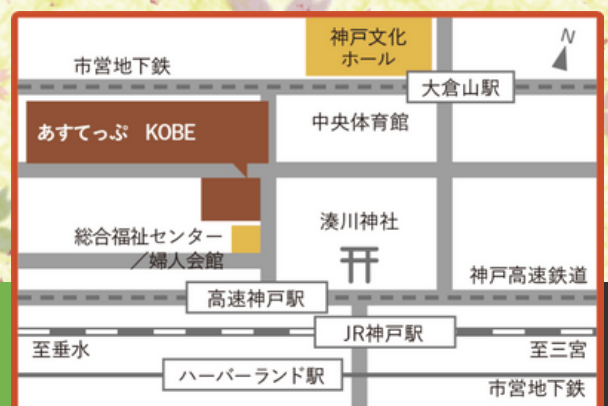 神戸文化
ホール
N
市営地下鉄
大倉山駅
あすてっぷ KOBE
中央体育館
湊川神社
総合福祉センター
／婦人会館
神戸高速鉄道
高速神戸駅
JR神戸駅
至垂水
至三宮
ハーバーランド駅
市営地下鉄